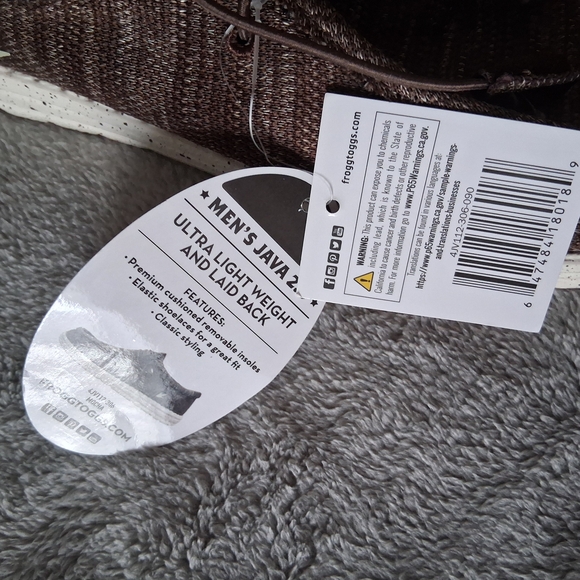 MEN'S JAVA 2.
ULTRA LIGHT WEIGHT
AND LAID BACK
FEATURES:
• Premium cushioned removable insoles
• Elastic shoelaces for a great fit
• Classic styling
MOCHA
FROGGTOGGS.COM
froggtoggs.com
WARNING: This product can expose you to chemicals
including lead, which is known to the State of
California to cause cancer and birth defects or other reproductive
harm. For more information go to www.P65Warnings.ca.gov.
Translations can be found in various languages at:
https://www.p65warnings.ca.gov/sample-warnings-
and-translations-businesses
4JV112-306-090
6 47484 18018 9